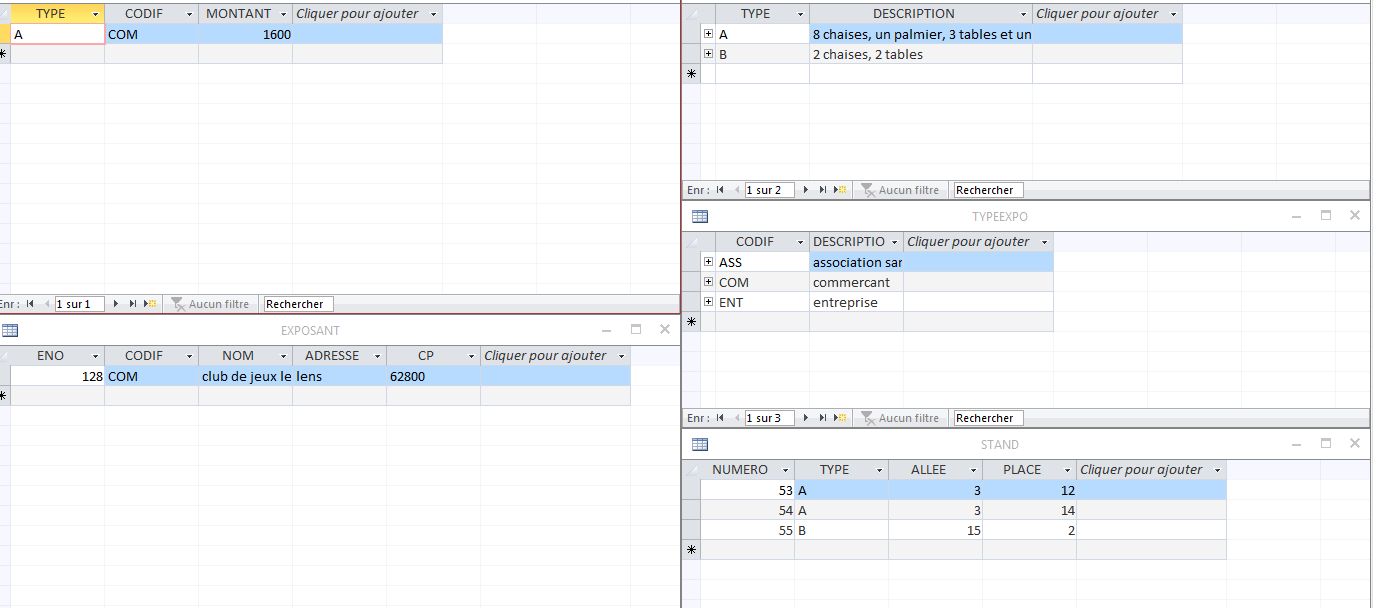 TYPE CODIF MONTANT Cliquer pour ajouter
A COM 1600
Enr : 1 sur 1 Aucun filtre Rechercher
EXPOSANT
ENO CODIF NOM ADRESSE CP Cliquer pour ajouter
128 COM club de jeux le lens 62800
TYPE DESCRIPTION Cliquer pour ajouter
A 8 chaises, un palmier, 3 tables et un
B 2 chaises, 2 tables
Enr : 1 sur 2 Aucun filtre Rechercher
TYPEEXPO
CODIF DESCRIPTIO Cliquer pour ajouter
ASS association sar
COM commercant
ENT entreprise
Enr : 1 sur 3 Aucun filtre Rechercher
STAND
NUMERO TYPE ALLEE PLACE Cliquer pour ajouter
53 A 3 12
54 A 3 14
55 B 15 2